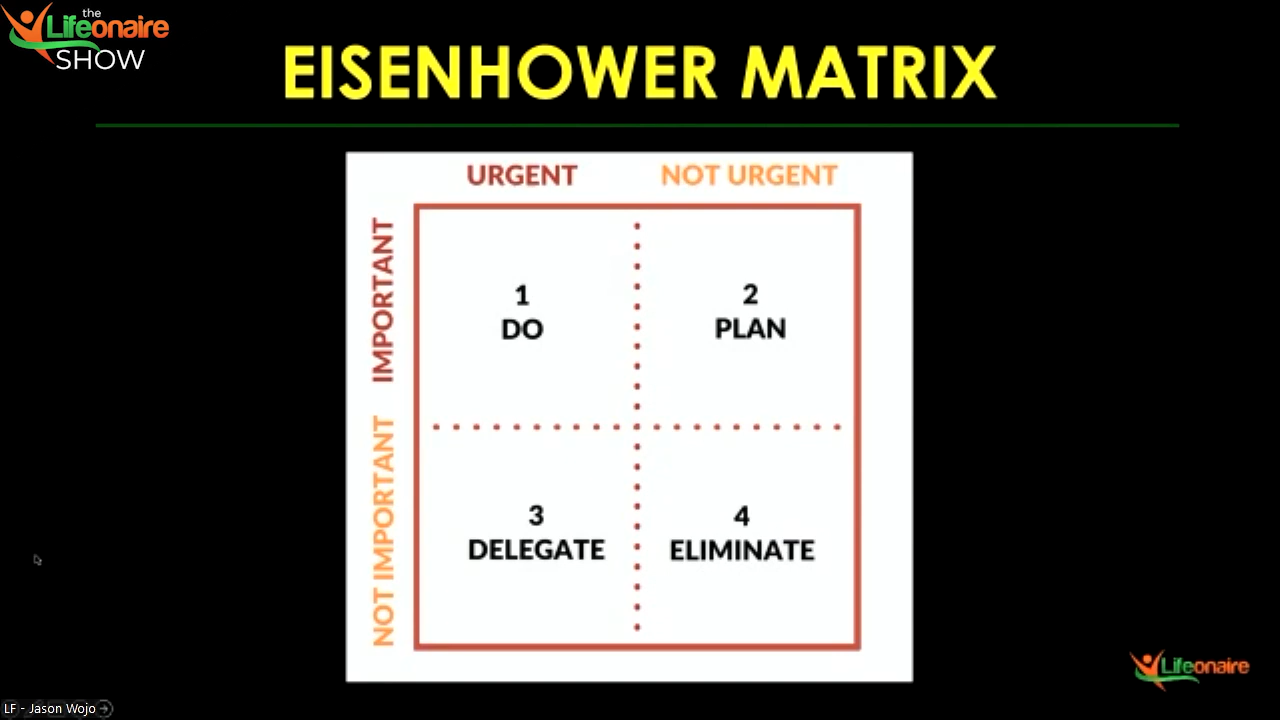 the
Lifeonaire
SHOW
EISENHOWER MATRIX
URGENT
NOT URGENT
IMPORTANT
1
DO
2
PLAN
NOT IMPORTANT
3
DELEGATE
4
ELIMINATE
Lifeonaire
LF - Jason Wojo